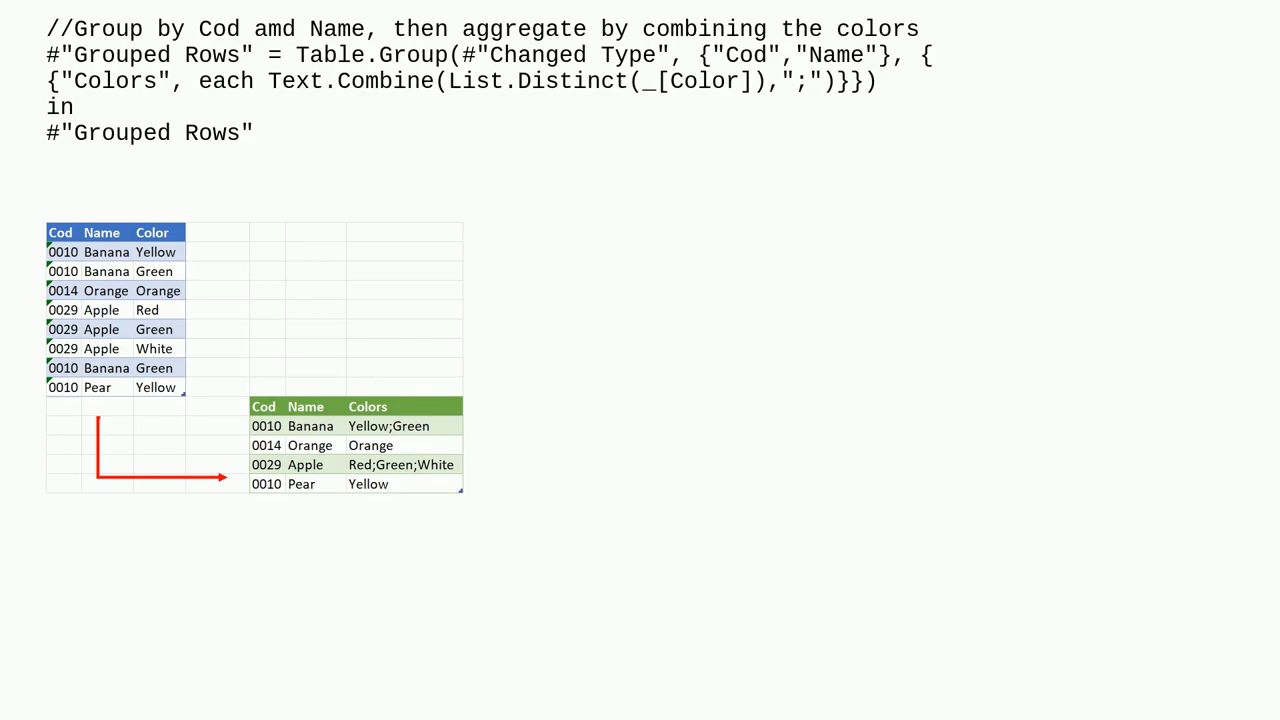 //Group by Cod amd Name, then aggregate by combining the colors
#"Grouped Rows" = Table.Group(#"Changed Type", {"Cod","Name"}, {
{"Colors", each Text.Combine(List.Distinct(_[Color]),";")}})
in
#"Grouped Rows"
Cod Name Color
0010 Banana Yellow
0010 Banana Green
0014 Orange Orange
0029 Apple Red
0029 Apple Green
0029 Apple White
0010 Banana Green
0010 Pear Yellow
Cod Name Colors
0010 Banana Yellow;Green
0014 Orange Orange
0029 Apple Red;Green;White
0010 Pear Yellow